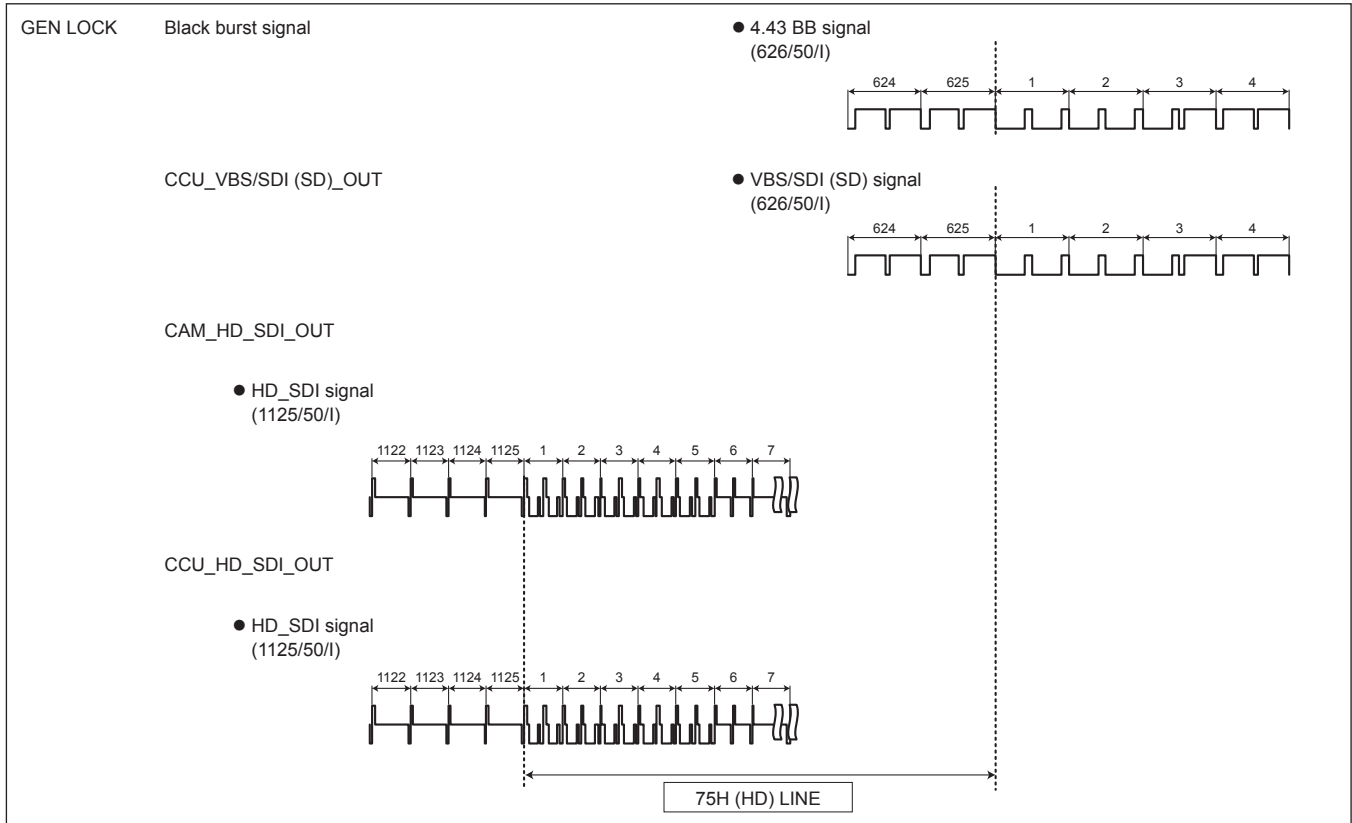 GEN LOCK Black burst signal ● 4.43 BB signal
(626/50/I)
624 625 1 2 3 4
CCU_VBS/SDI (SD)_OUT ● VBS/SDI (SD) signal
(626/50/I)
624 625 1 2 3 4
CAM_HD_SDI_OUT
● HD_SDI signal
(1125/50/I)
1122 1123 1124 1125 1 2 3 4 5 6 7
CCU_HD_SDI_OUT
● HD_SDI signal
(1125/50/I)
1122 1123 1124 1125 1 2 3 4 5 6 7
75H (HD) LINE